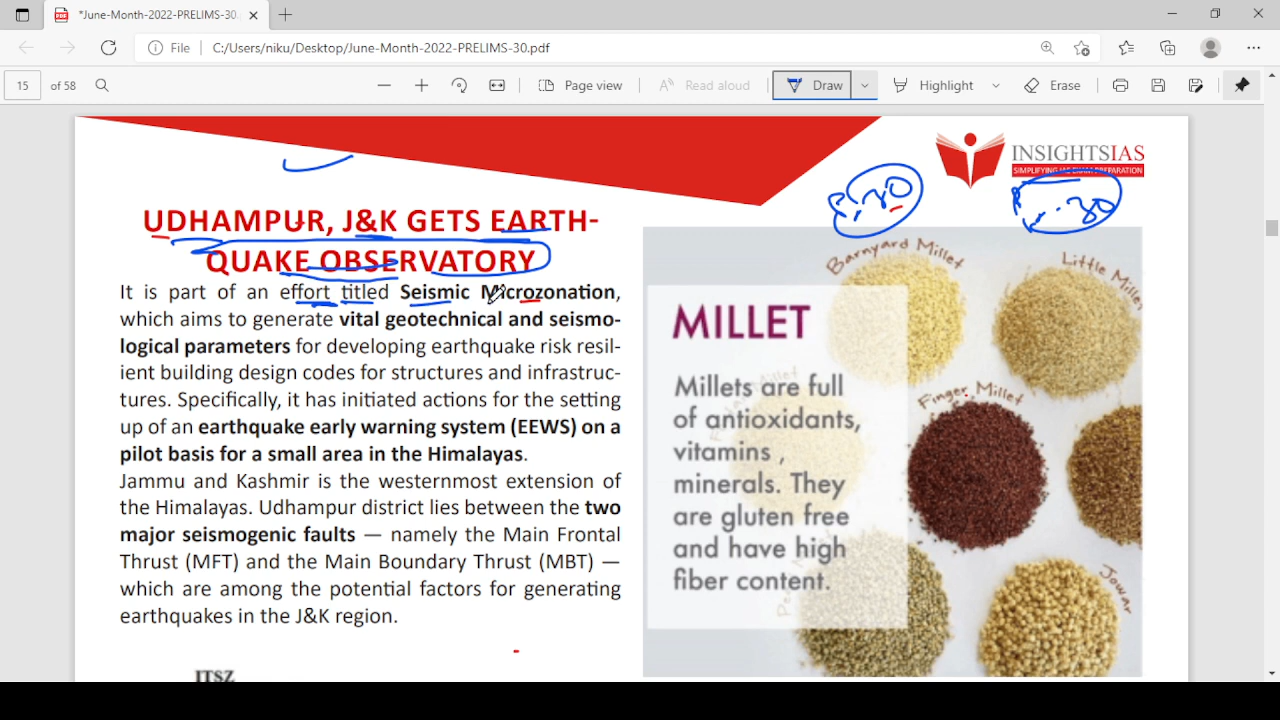 *June-Month-2022-PRELIMS-30.
File
C:/Users/niku/Desktop/June-Month-2022-PRELIMS-30.pdf
15 of 58
Page view
Read aloud
Draw
Highlight
Erase
INSIGHTSIAS
SIMPLIFYING IAS EXAM PREPARATION
UDHAMPUR, J&K GETS EARTH-
QUAKE OBSERVATORY
It is part of an effort titled Seismic Microzonation,
which aims to generate vital geotechnical and seismo-
logical parameters for developing earthquake risk resil-
ient building design codes for structures and infrastruc-
tures. Specifically, it has initiated actions for the setting
up of an earthquake early warning system (EEWS) on a
pilot basis for a small area in the Himalayas.
Jammu and Kashmir is the westernmost extension of
the Himalayas. Udhampur district lies between the two
major seismogenic faults — namely the Main Frontal
Thrust (MFT) and the Main Boundary Thrust (MBT) —
which are among the potential factors for generating
earthquakes in the J&K region.
ITSZ
Barnyard Millet
Little Millet
MILLET
Finger Millet
Millets are full
of antioxidants,
vitamins ,
minerals. They
are gluten free
and have high
fiber content.
Jowar